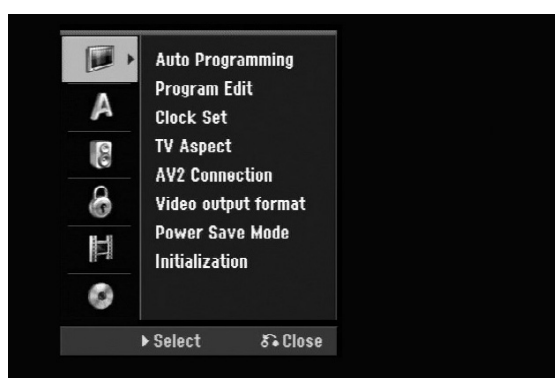 Auto Programming
Program Edit
Clock Set
TV Aspect
AV2 Connection
Video output format
Power Save Mode
Initialization
A
Select Close